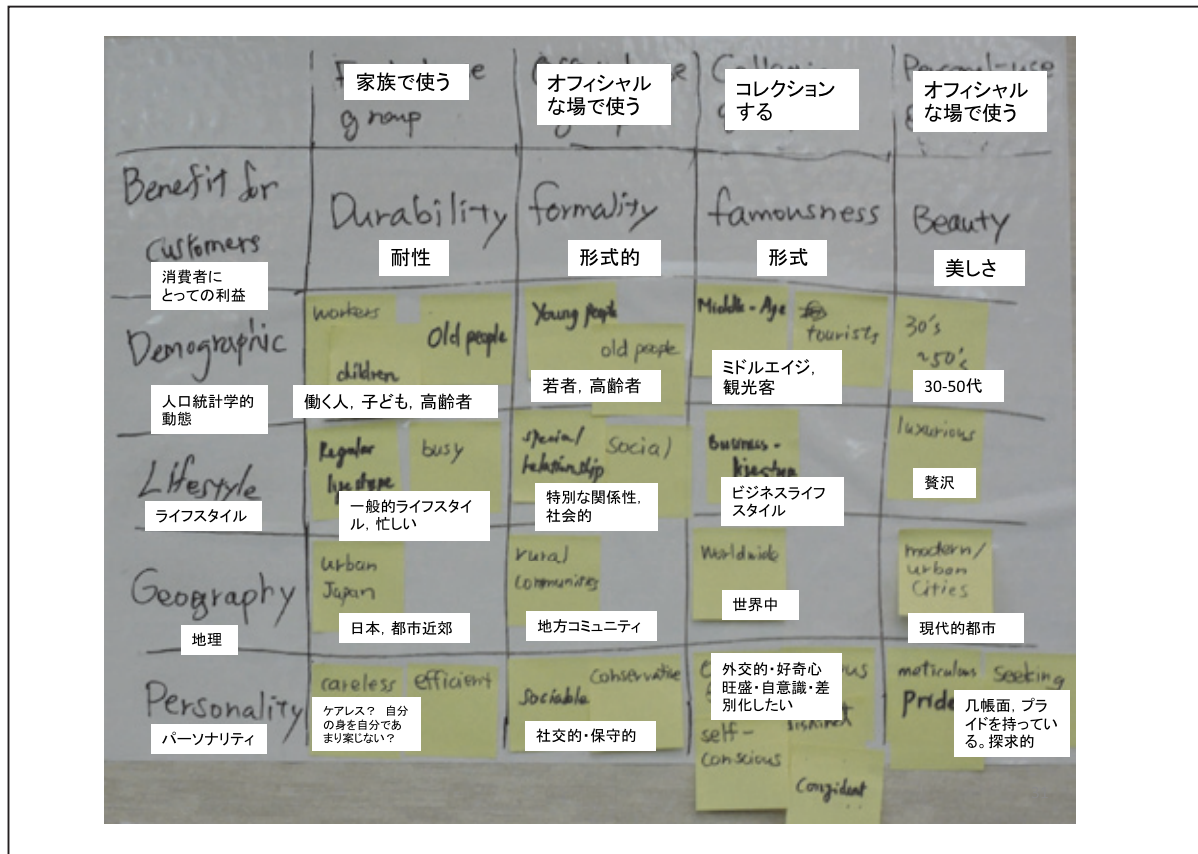 家族で使う
group
オフィシャル
な場で使う
コレクション
する
オフィシャル
な場で使う
Benefit for
customers
消費者に
とっての利益
Durability
耐性
formality
形式的
famousness
形式
Beauty
美しさ
Demographic
人口統計学的
動態
workers
Old people
children
働く人，子ども，高齢者
Young people
old people
若者，高齢者
Middle-Age
tourists
ミドルエイジ，
観光客
30's
~50's
30-50代
Lifestyle
ライフスタイル
Regular
busy
一般的ライフスタイ
ル，忙しい
special
relationship
Social
特別な関係性，
社会的
Business-
ビジネスライフ
スタイル
luxurious
贅沢
Geography
地理
urban
Japan
日本，都市近郊
rural
communities
地方コミュニティ
Worldwide
世界中
modern/
urban
Cities
現代的都市
Personality
パーソナリティ
careless
efficient
ケアレス？ 自分
の身を自分であ
まり案じない？
Sociable
Conservative
社交的・保守的
外交的・好奇心
旺盛・自意識・差
別化したい
self-
conscious
Confident
meticulous
Pride
seeking
几帳面，プラ
イドを持ってい
る。探求的